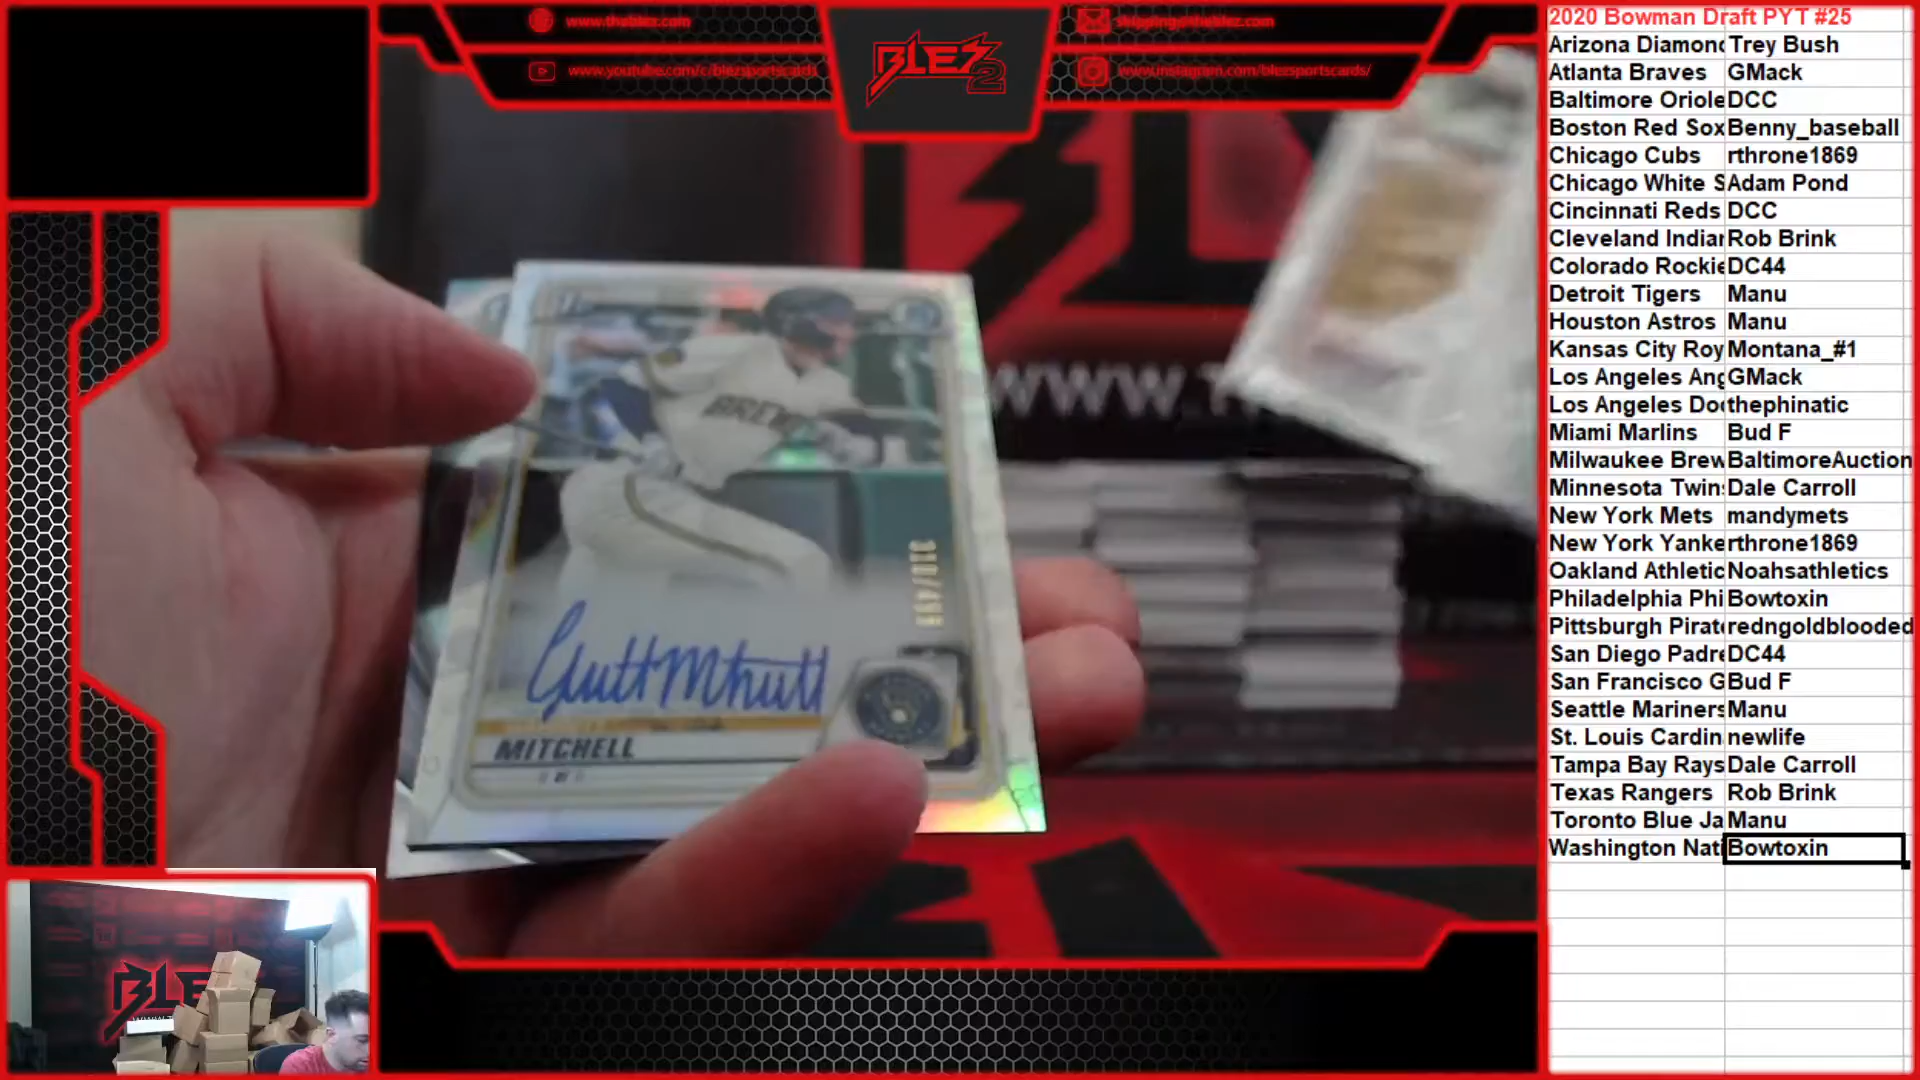 www.theblez.com
shipping@theblez.com
www.youtube.com/c/blezsportscards
www.instagram.com/blezsportscards/
BLEZ
2
WWW.T
BREW
MITCHELL
BLEZ
2020 Bowman Draft PYT #25
Arizona Diamond Trey Bush
Atlanta Braves GMack
Baltimore Oriole DCC
Boston Red Sox Benny_baseball
Chicago Cubs rthrone1869
Chicago White S Adam Pond
Cincinnati Reds DCC
Cleveland Indian Rob Brink
Colorado Rockie DC44
Detroit Tigers Manu
Houston Astros Manu
Kansas City Roy Montana_#1
Los Angeles Ang GMack
Los Angeles Dod thephinatic
Miami Marlins Bud F
Milwaukee Brew BaltimoreAuction
Minnesota Twins Dale Carroll
New York Mets mandymets
New York Yanke rthrone1869
Oakland Athletic Noahsathletics
Philadelphia Phi Bowtoxin
Pittsburgh Pirate redngoldblooded
San Diego Padre DC44
San Francisco G Bud F
Seattle Mariners Manu
St. Louis Cardin newlife
Tampa Bay Rays Dale Carroll
Texas Rangers Rob Brink
Toronto Blue Ja Manu
Washington Nati Bowtoxin